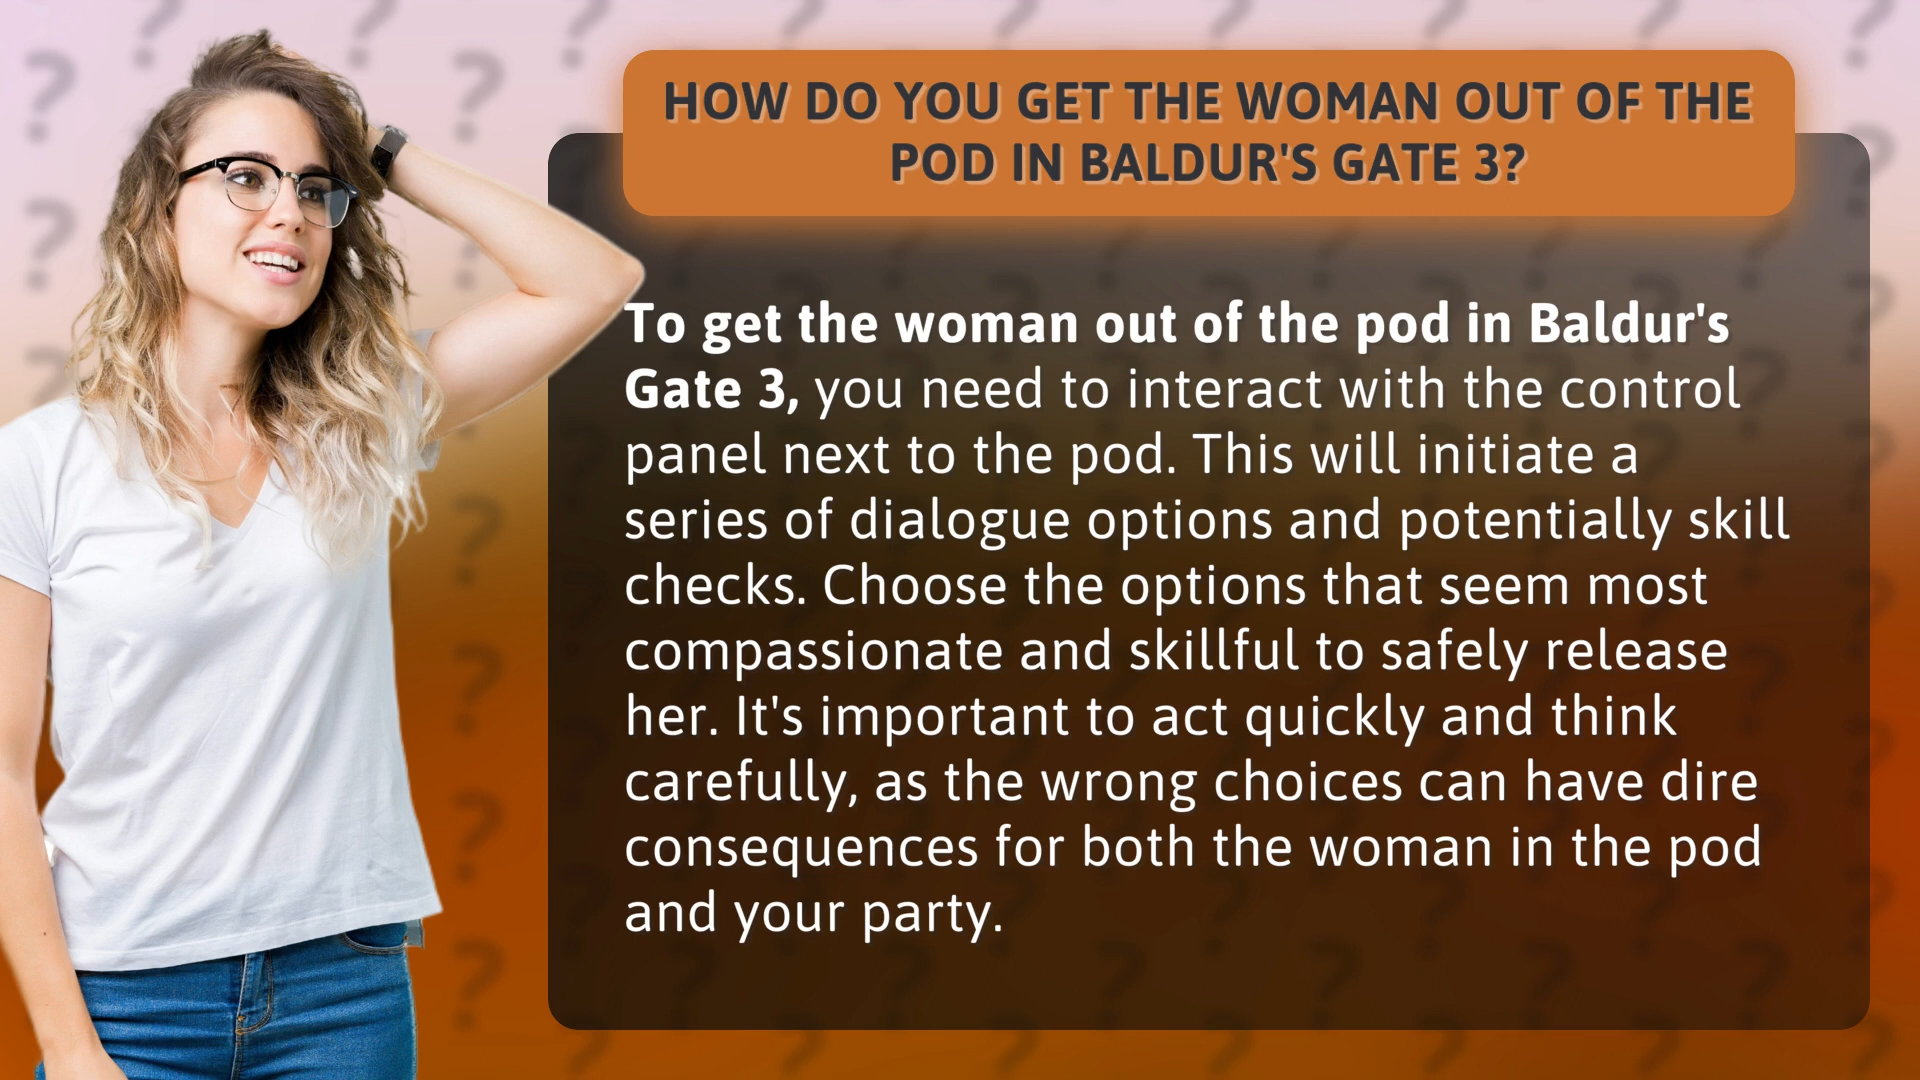 HOW DO YOU GET THE WOMAN OUT OF THE
POD IN BALDUR'S GATE 3?
To get the woman out of the pod in Baldur's
Gate 3, you need to interact with the control
panel next to the pod. This will initiate a
series of dialogue options and potentially skill
checks. Choose the options that seem most
compassionate and skillful to safely release
her. It's important to act quickly and think
carefully, as the wrong choices can have dire
consequences for both the woman in the pod
and your party.